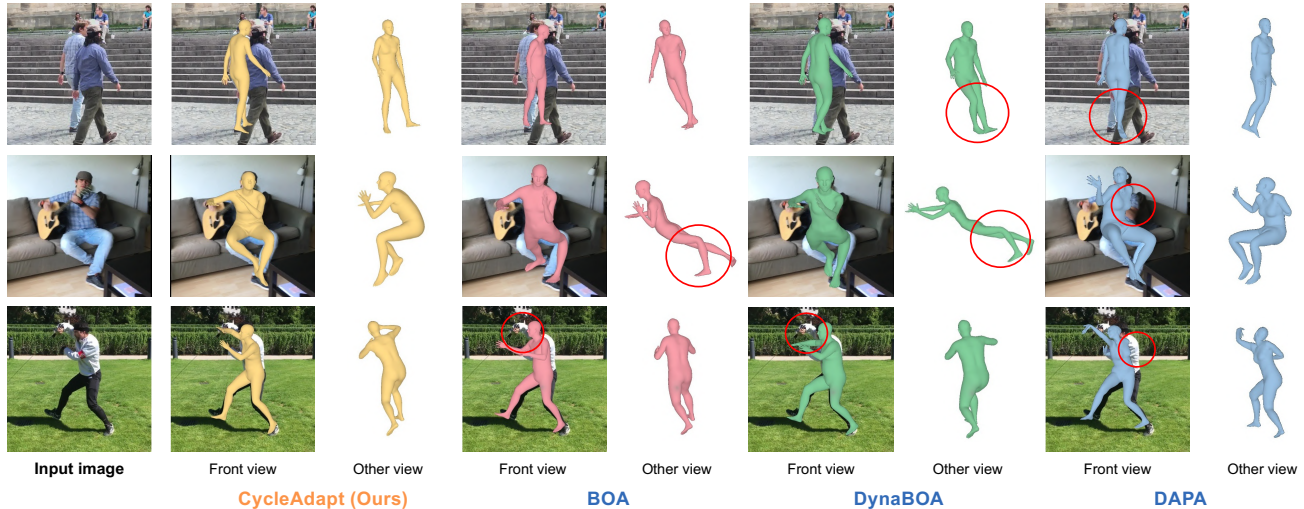 Input image Front view Other view Front view Other view Front view Other view Front view Other view
CycleAdapt (Ours) BOA DynaBOA DAPA